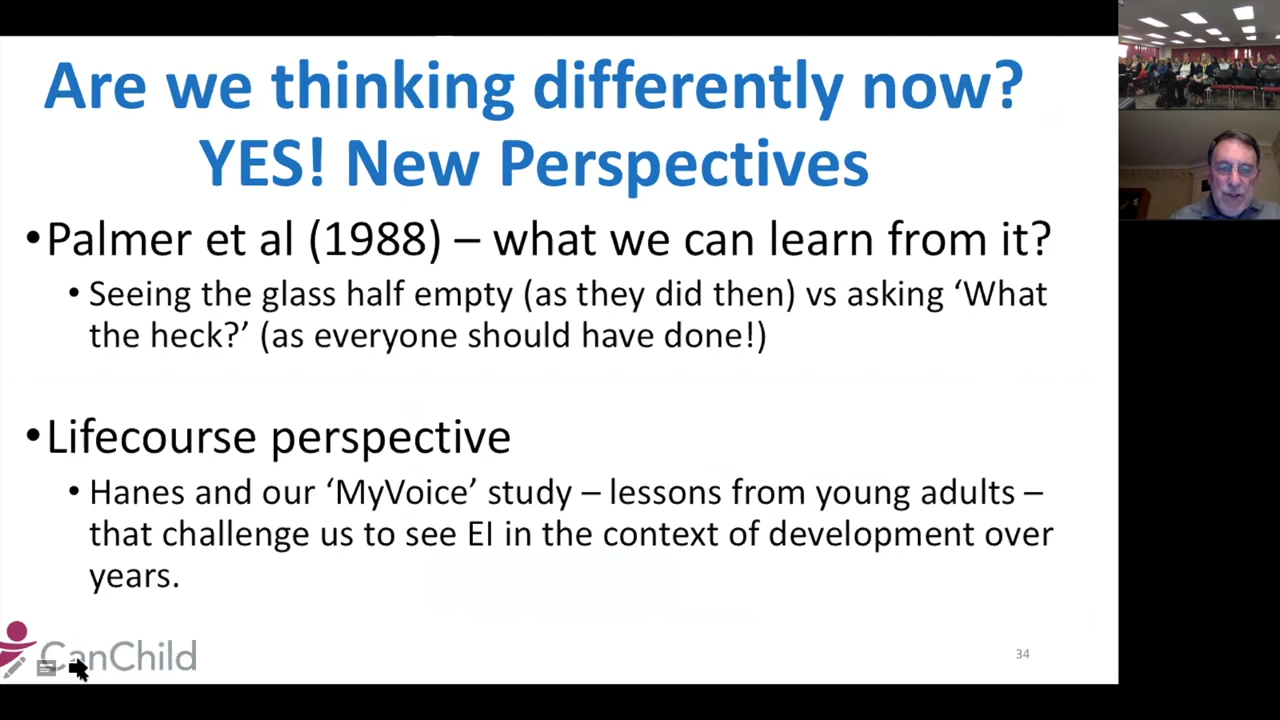 Are we thinking differently now?
YES! New Perspectives
•Palmer et al (1988) – what we can learn from it?
• Seeing the glass half empty (as they did then) vs asking ‘What
the heck?’ (as everyone should have done!)
•Lifecourse perspective
• Hanes and our ‘MyVoice’ study – lessons from young adults –
that challenge us to see EI in the context of development over
years.
CanChild
34